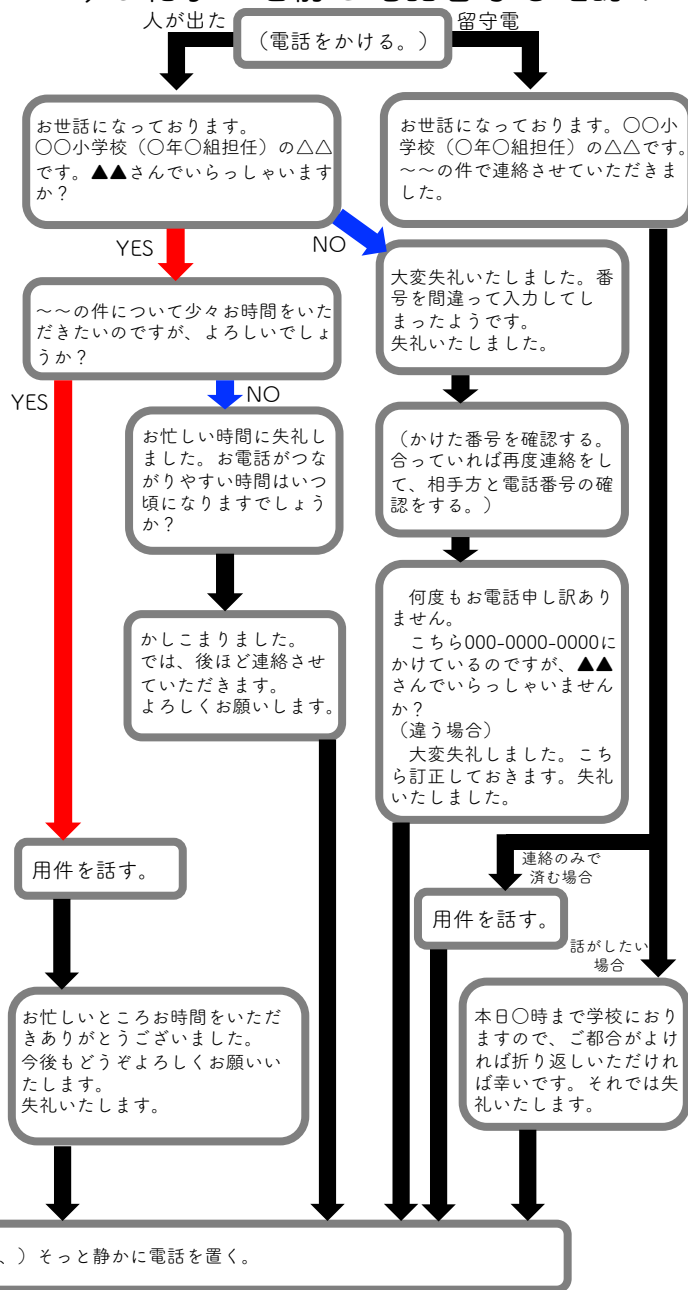 人が出た
留守電
（電話をかける。）
お世話になっております。
〇〇小学校（〇年〇組担任）の△△
です。▲▲さんでいらっしゃいます
か？
お世話になっております。〇〇小
学校（〇年〇組担任）の△△です。
～～の件で連絡させていただきま
した。
YES
NO
～～の件について少々お時間をいた
だきたいのですが、よろしいでしょ
うか？
大変失礼いたしました。番
号を間違って入力してし
まったようです。
失礼いたしました。
YES
NO
お忙しい時間に失礼し
ました。お電話がつな
がりやすい時間はいつ
頃になりますでしょう
か？
（かけた番号を確認する。
合っていれば再度連絡をし
て、相手方と電話番号の確
認をする。）
かしこまりました。
では、後ほど連絡させ
ていただきます。
よろしくお願いします。
何度もお電話申し訳あり
ません。
こちら000-0000-0000に
かけているのですが、▲▲
さんでいらっしゃいません
か？
（違う場合）
大変失礼しました。こち
ら訂正しておきます。失礼
いたしました。
用件を話す。
連絡のみで
済む場合
用件を話す。
話がしたい
場合
お忙しいところお時間をいただ
きありがとうございました。
今後もどうぞよろしくお願いい
たします。
失礼いたします。
本日〇時まで学校におり
ますので、ご都合がよけ
れば折り返しいただけれ
ば幸いです。それでは失
礼いたします。
、）そっと静かに電話を置く。